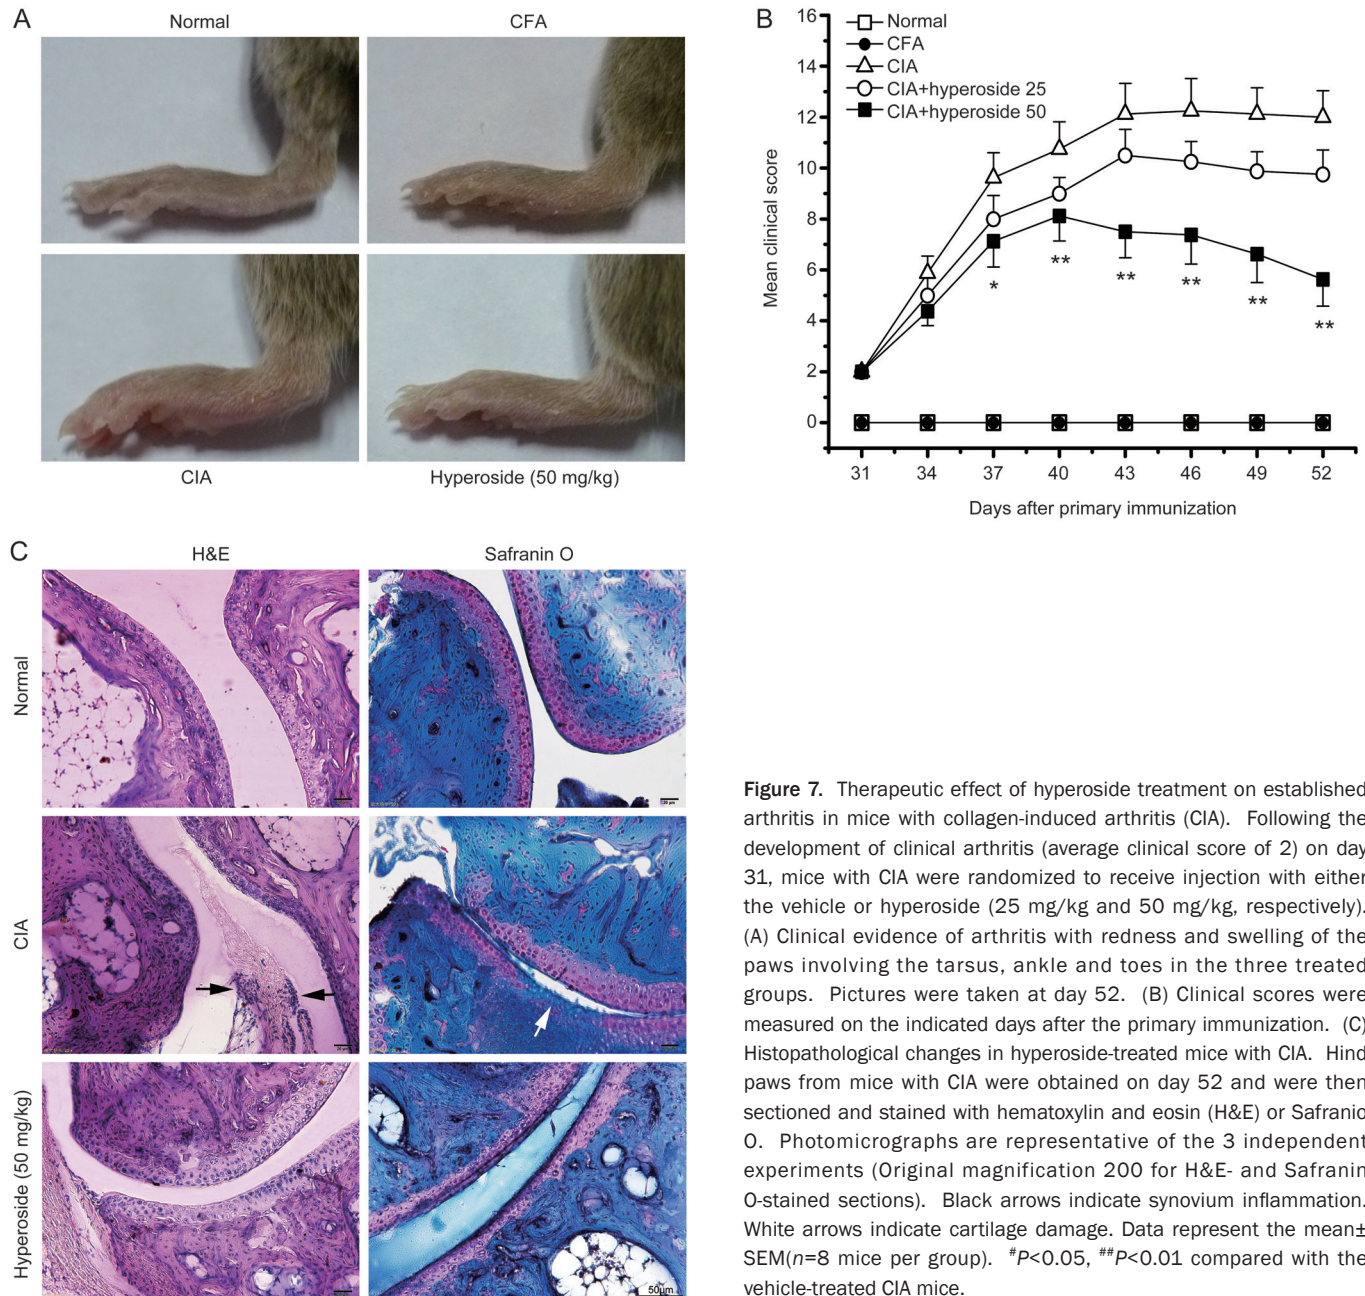 A
Normal
CFA
CIA
Hyperoside (50 mg/kg)
B
Normal
CFA
CIA
CIA+hyperoside 25
CIA+hyperoside 50
Mean clinical score
16
14
12
10
8
6
4
2
0
*
**
**
**
**
**
31 34 37 40 43 46 49 52
Days after primary immunization
C
H&E
Safranin O
Normal
CIA
Hyperoside (50 mg/kg)
50µm
Figure 7. Therapeutic effect of hyperoside treatment on established
arthritis in mice with collagen-induced arthritis (CIA). Following the
development of clinical arthritis (average clinical score of 2) on day
31, mice with CIA were randomized to receive injection with either
the vehicle or hyperoside (25 mg/kg and 50 mg/kg, respectively).
(A) Clinical evidence of arthritis with redness and swelling of the
paws involving the tarsus, ankle and toes in the three treated
groups. Pictures were taken at day 52. (B) Clinical scores were
measured on the indicated days after the primary immunization. (C)
Histopathological changes in hyperoside-treated mice with CIA. Hind
paws from mice with CIA were obtained on day 52 and were then
sectioned and stained with hematoxylin and eosin (H&E) or Safranio
O. Photomicrographs are representative of the 3 independent
experiments (Original magnification 200 for H&E- and Safranin
O-stained sections). Black arrows indicate synovium inflammation.
White arrows indicate cartilage damage. Data represent the mean±
SEM(n=8 mice per group). #P<0.05, ##P<0.01 compared with the
vehicle-treated CIA mice.